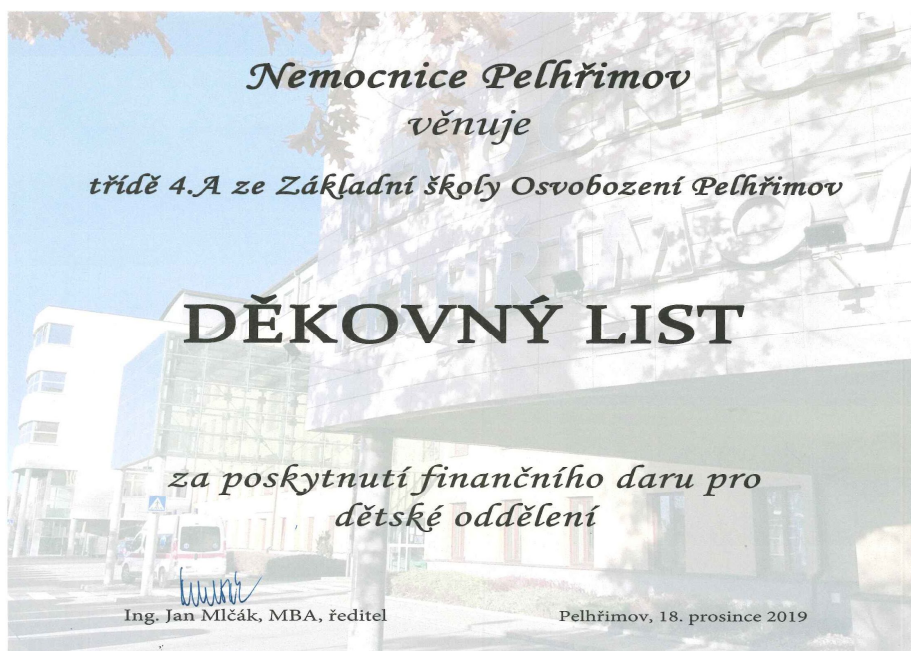 Nemocnice Pelhřimov
věnuje
třídě 4.A ze Základní školy Osvobození Pelhřimov
DĚKOVNÝ LIST
za poskytnutí finančního daru pro
dětské oddělení
Ing. Jan Mlčák, MBA, ředitel
Pelhřimov, 18. prosince 2019